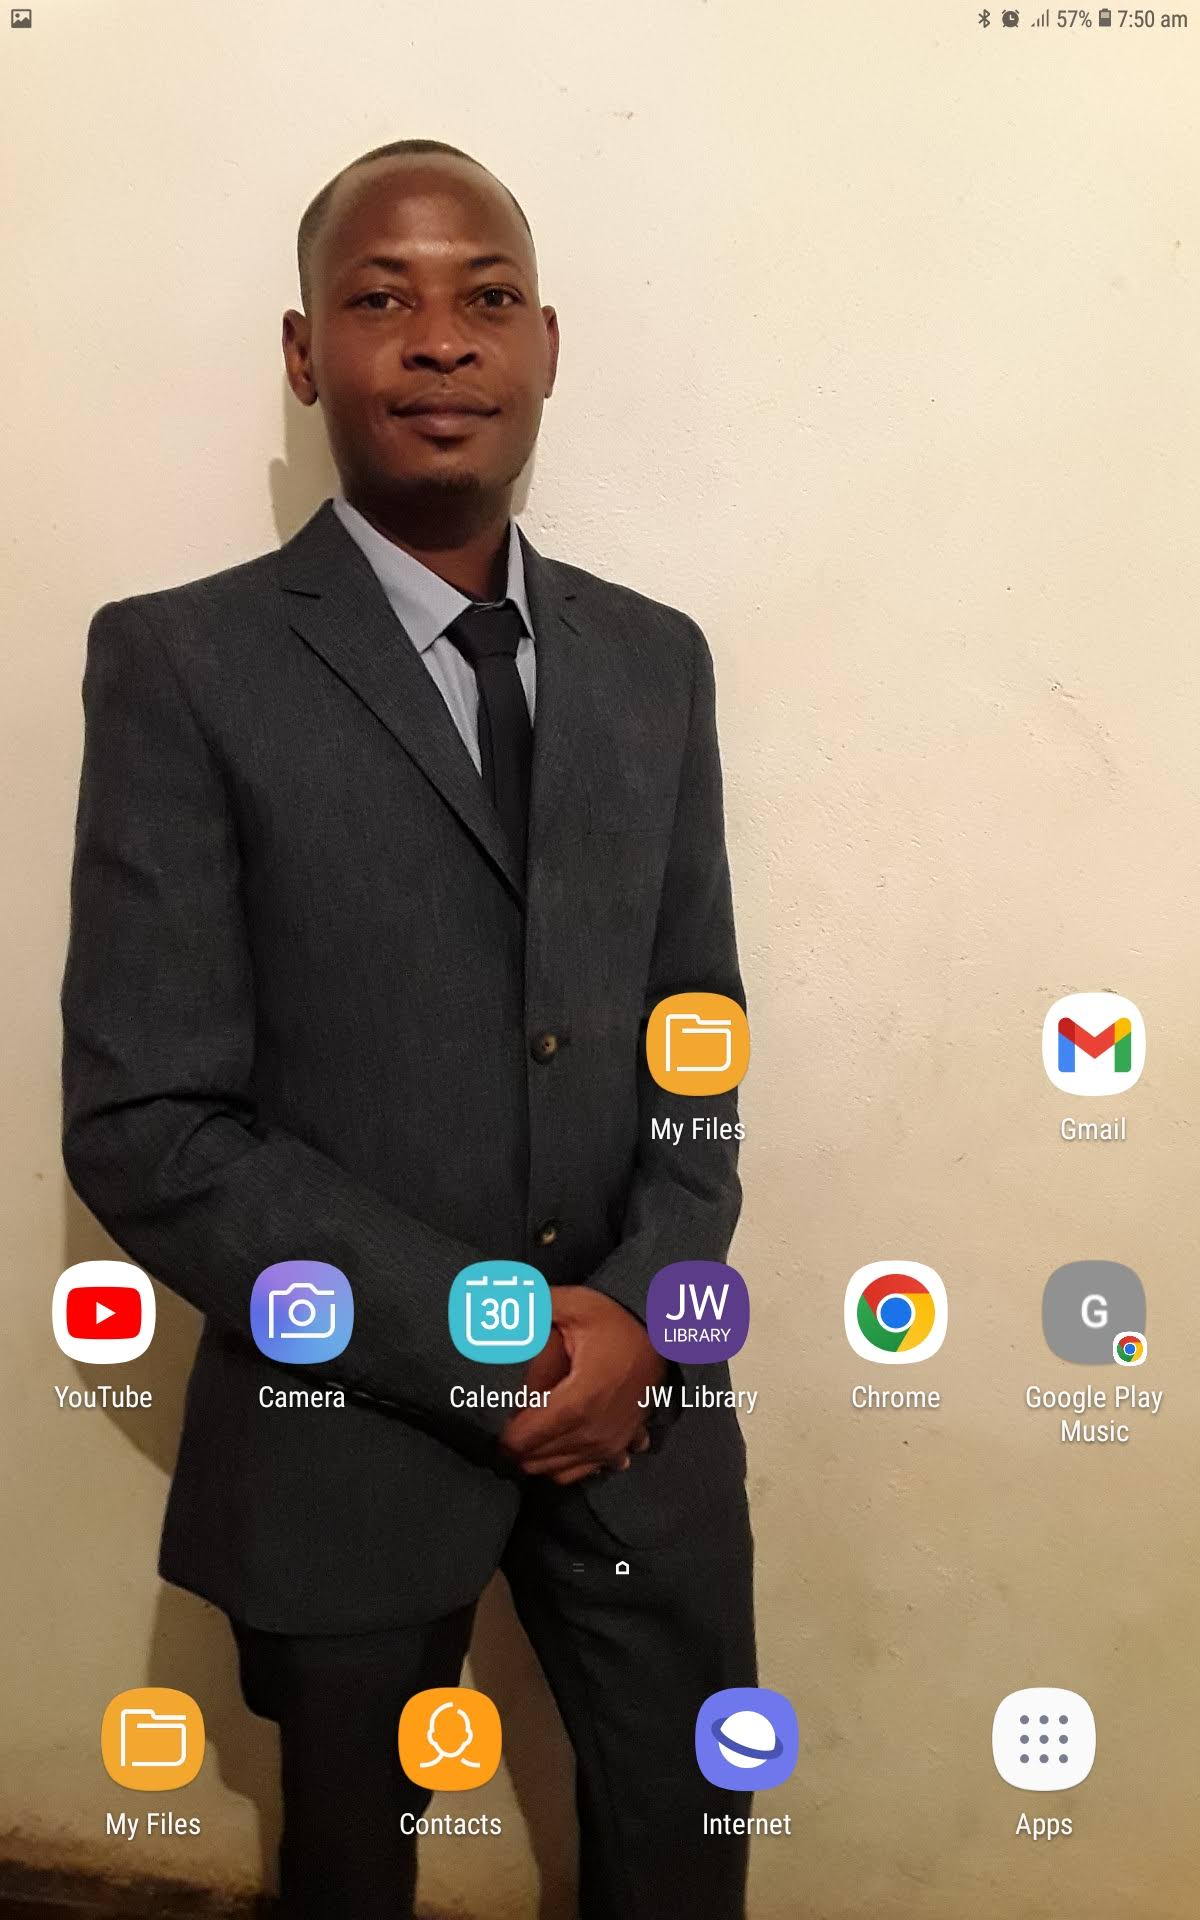 57% 7:50 am
My Files
Gmail
30
JW
LIBRARY
G
YouTube
Camera
Calendar
JW Library
Chrome
Google Play
Music
My Files
Contacts
Internet
Apps